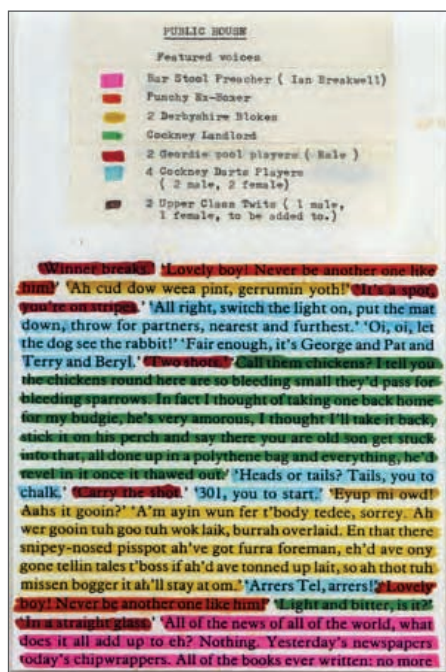 PUBLIC HOUSE
Featured voices
Bar Stool Preacher ( Ian Breakwell)
Punchy Ex-Boxer
2 Derbyshire Blokes
Cockney Landlord
2 Geordie pool players ( Male )
4 Cockney Darts Players
( 2 male, 2 female)
2 Upper Class Twits ( 1 male,
1 female, to be added to.)
'Winner breaks.' 'Lovely boy! Never be another one like
him!' 'Ah cud dow weea pint, gerrumin yoth!' 'It's a spot,
you're on stripes.' 'All right, switch the light on, put the mat
down, throw for partners, nearest and furthest.' 'Oi, oi, let
the dog see the rabbit!' 'Fair enough, it's George and Pat and
Terry and Beryl.' 'Two shots.' 'Call them chickens? I tell you
the chickens round here are so bleeding small they'd pass for
bleeding sparrows. In fact I thought of taking one back home
for my budgie, he's very amorous, I thought I'll take it back,
stick it on his perch and say there you are old son get stuck
into that, all done up in a polythene bag and everything, he'd
revel in it once it thawed out.' 'Heads or tails? Tails, you to
chalk.' 'Carry the shot.' '301, you to start.' 'Eyup mi owd!
Aahs it gooin?' 'A'm ayin wun fer t'body tedee, sorrey. Ah
wer gooin tuh goo tuh wok laik, burrah overlaid. En that there
snipey-nosed pisspot ah've got furra foreman, eh'd ave ony
gone tellin tales t'boss if ah'd ave tonned up lait, so ah thot tuh
missen bogger it ah'll stay at om.' 'Arrers Tel, arrers!' 'Lovely
boy! Never be another one like him!' 'Light and bitter, is it?'
'In a straight glass.' 'All of the news of all of the world, what
does it all add up to eh? Nothing. Yesterday's newspapers
today's chipwrappers. All of the books ever written no more